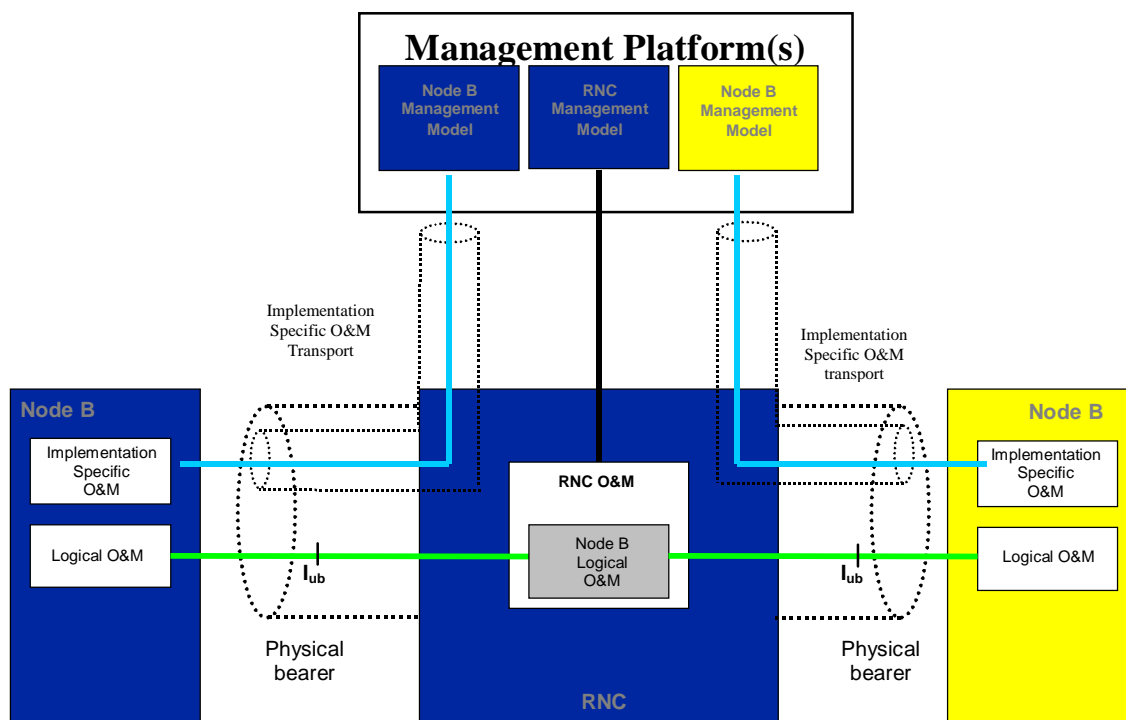 Management Platform(s)
Node B
Management
Model
RNC
Management
Model
Node B
Management
Model
Implementation
Specific O&M
Transport
Implementation
Specific O&M
transport
Node B
Implementation
Specific
O&M
Logical O&M
Iub
Physical
bearer
RNC O&M
Node B
Logical
O&M
RNC
Iub
Physical
bearer
Node B
Implementation
Specific
O&M
Logical O&M